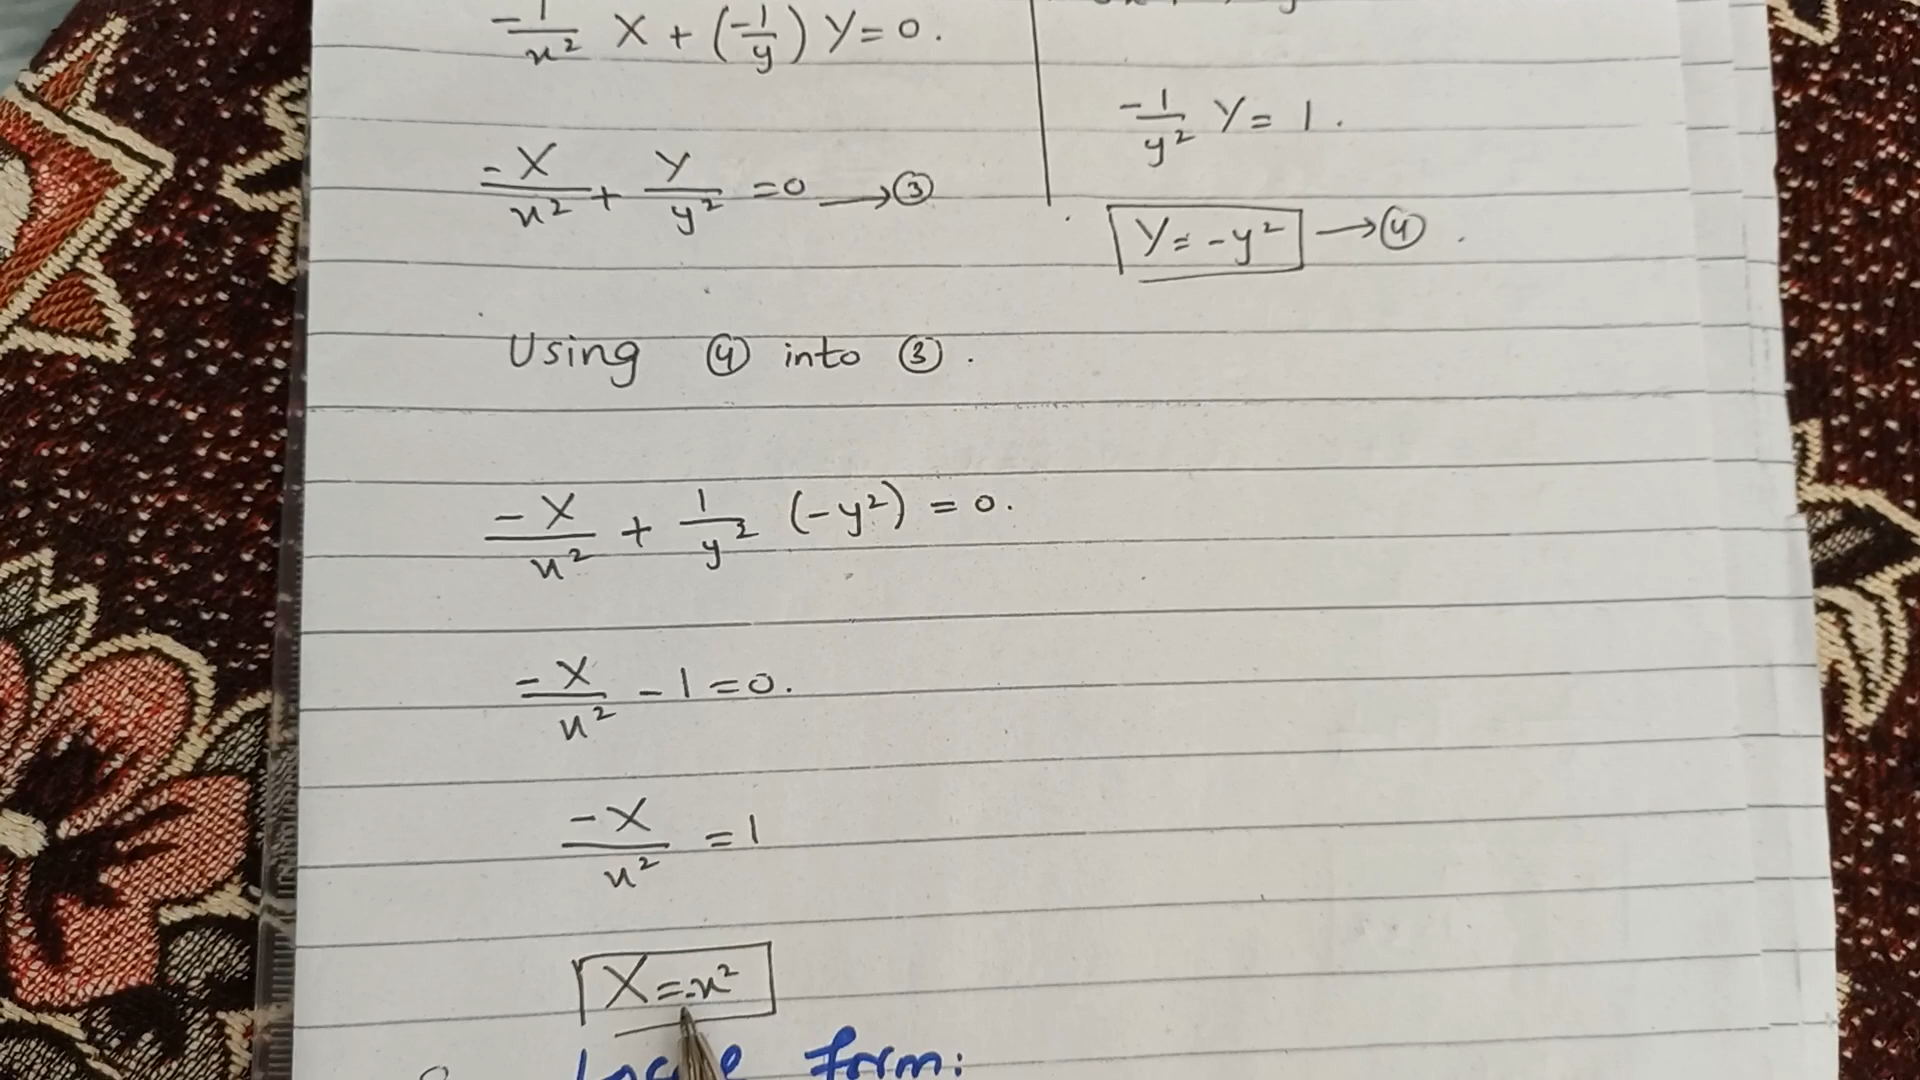 -1/x² X + (-1/y) Y = 0.
-X/x² + Y/y² = 0 → ③
-1/y² Y = 1.
Y = -y² → ④
Using ④ into ③.
-X/x² + 1/y² (-y²) = 0.
-X/x² - 1 = 0.
-X/x² = 1
X = -x²
form: